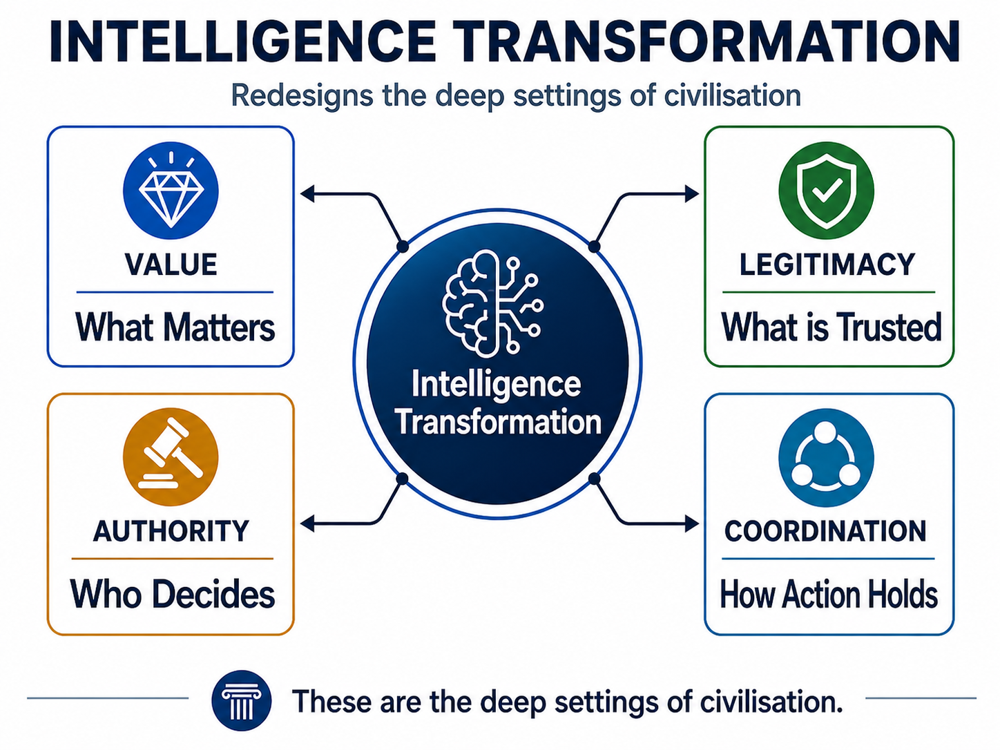 INTELLIGENCE TRANSFORMATION
Redesigns the deep settings of civilisation
VALUE
What Matters
LEGITIMACY
What is Trusted
Intelligence
Transformation
AUTHORITY
Who Decides
COORDINATION
How Action Holds
These are the deep settings of civilisation.